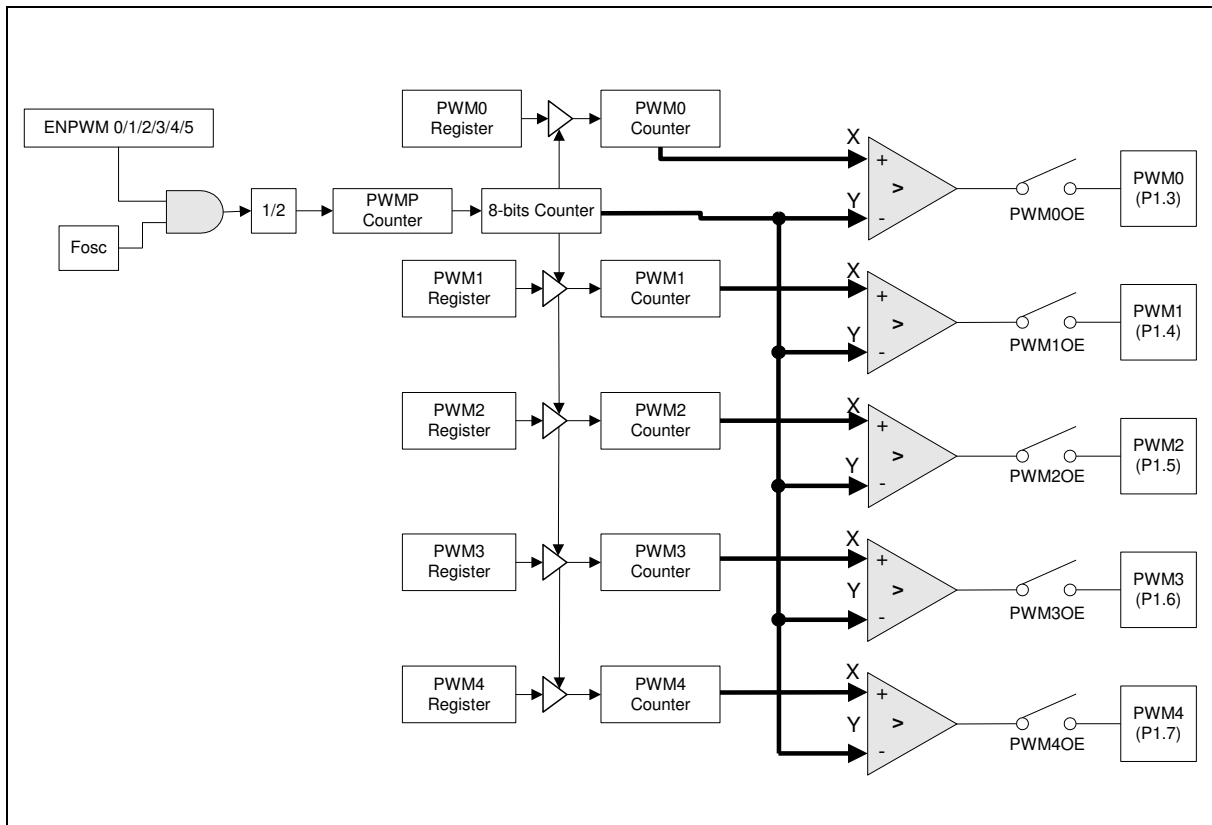 ENPWM 0/1/2/3/4/5
Fosc
1/2
PWMP
Counter
8-bits Counter
PWM0
Register
PWM0
Counter
X
+
>
Y
-
PWM0OE
PWM0
(P1.3)
PWM1
Register
PWM1
Counter
X
+
>
Y
-
PWM1OE
PWM1
(P1.4)
PWM2
Register
PWM2
Counter
X
+
>
Y
-
PWM2OE
PWM2
(P1.5)
PWM3
Register
PWM3
Counter
X
+
>
Y
-
PWM3OE
PWM3
(P1.6)
PWM4
Register
PWM4
Counter
X
+
>
Y
-
PWM4OE
PWM4
(P1.7)